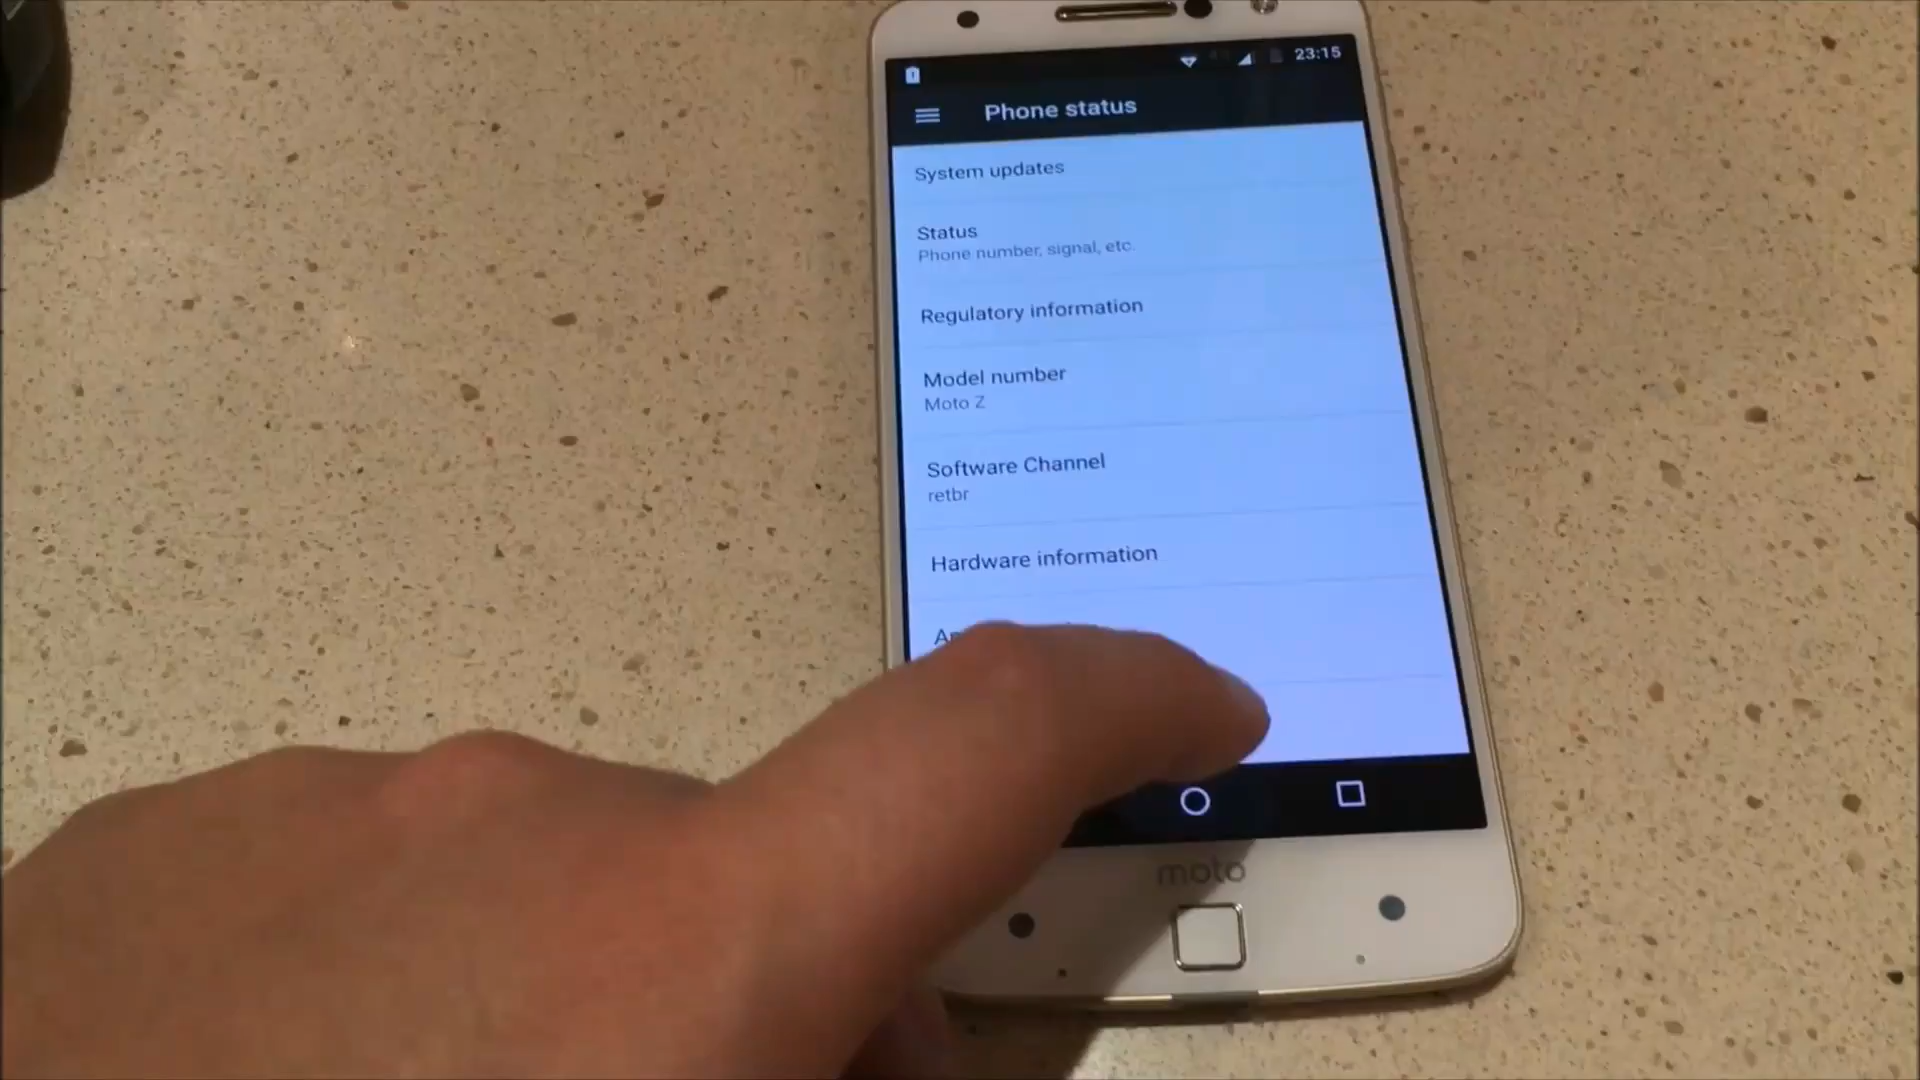 23:15
Phone status
System updates
Status
Phone number, signal, etc.
Regulatory information
Model number
Moto Z
Software Channel
retbr
Hardware information
moto